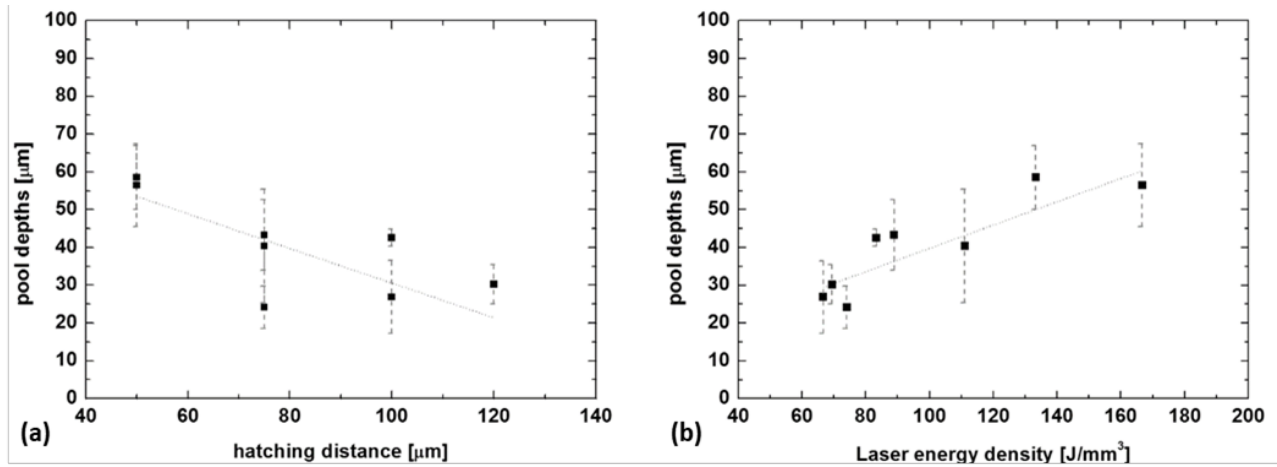 100
90
80
70
60
50
40
30
20
10
0
pool depths [μm]
40 60 80 100 120 140
(a)
hatching distance [μm]
100
90
80
70
60
50
40
30
20
10
0
pool depths [μm]
40 60 80 100 120 140 160 180 200
(b)
Laser energy density [J/mm³]